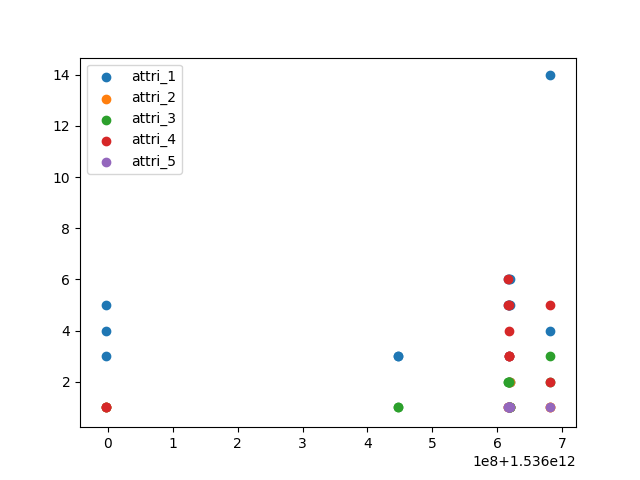 14
12
10
8
6
4
2
attri_1
attri_2
attri_3
attri_4
attri_5
0 1 2 3 4 5 6 7
1e8+1.536e12